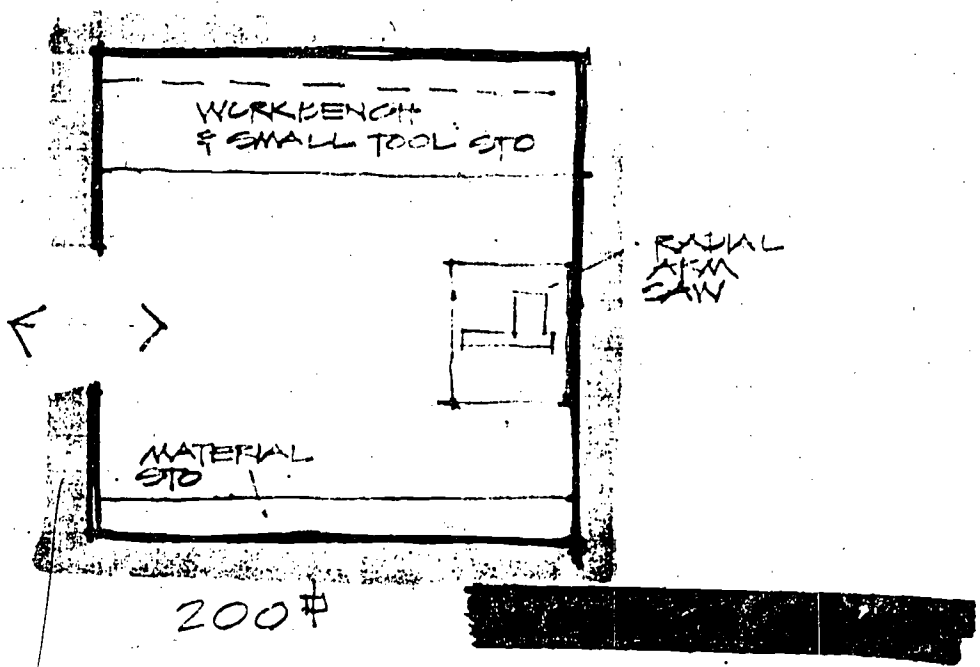 WORKBENCH
& SMALL TOOL STO
RADIAL
ARM
SAW
MATERIAL
STO
200 ⏍